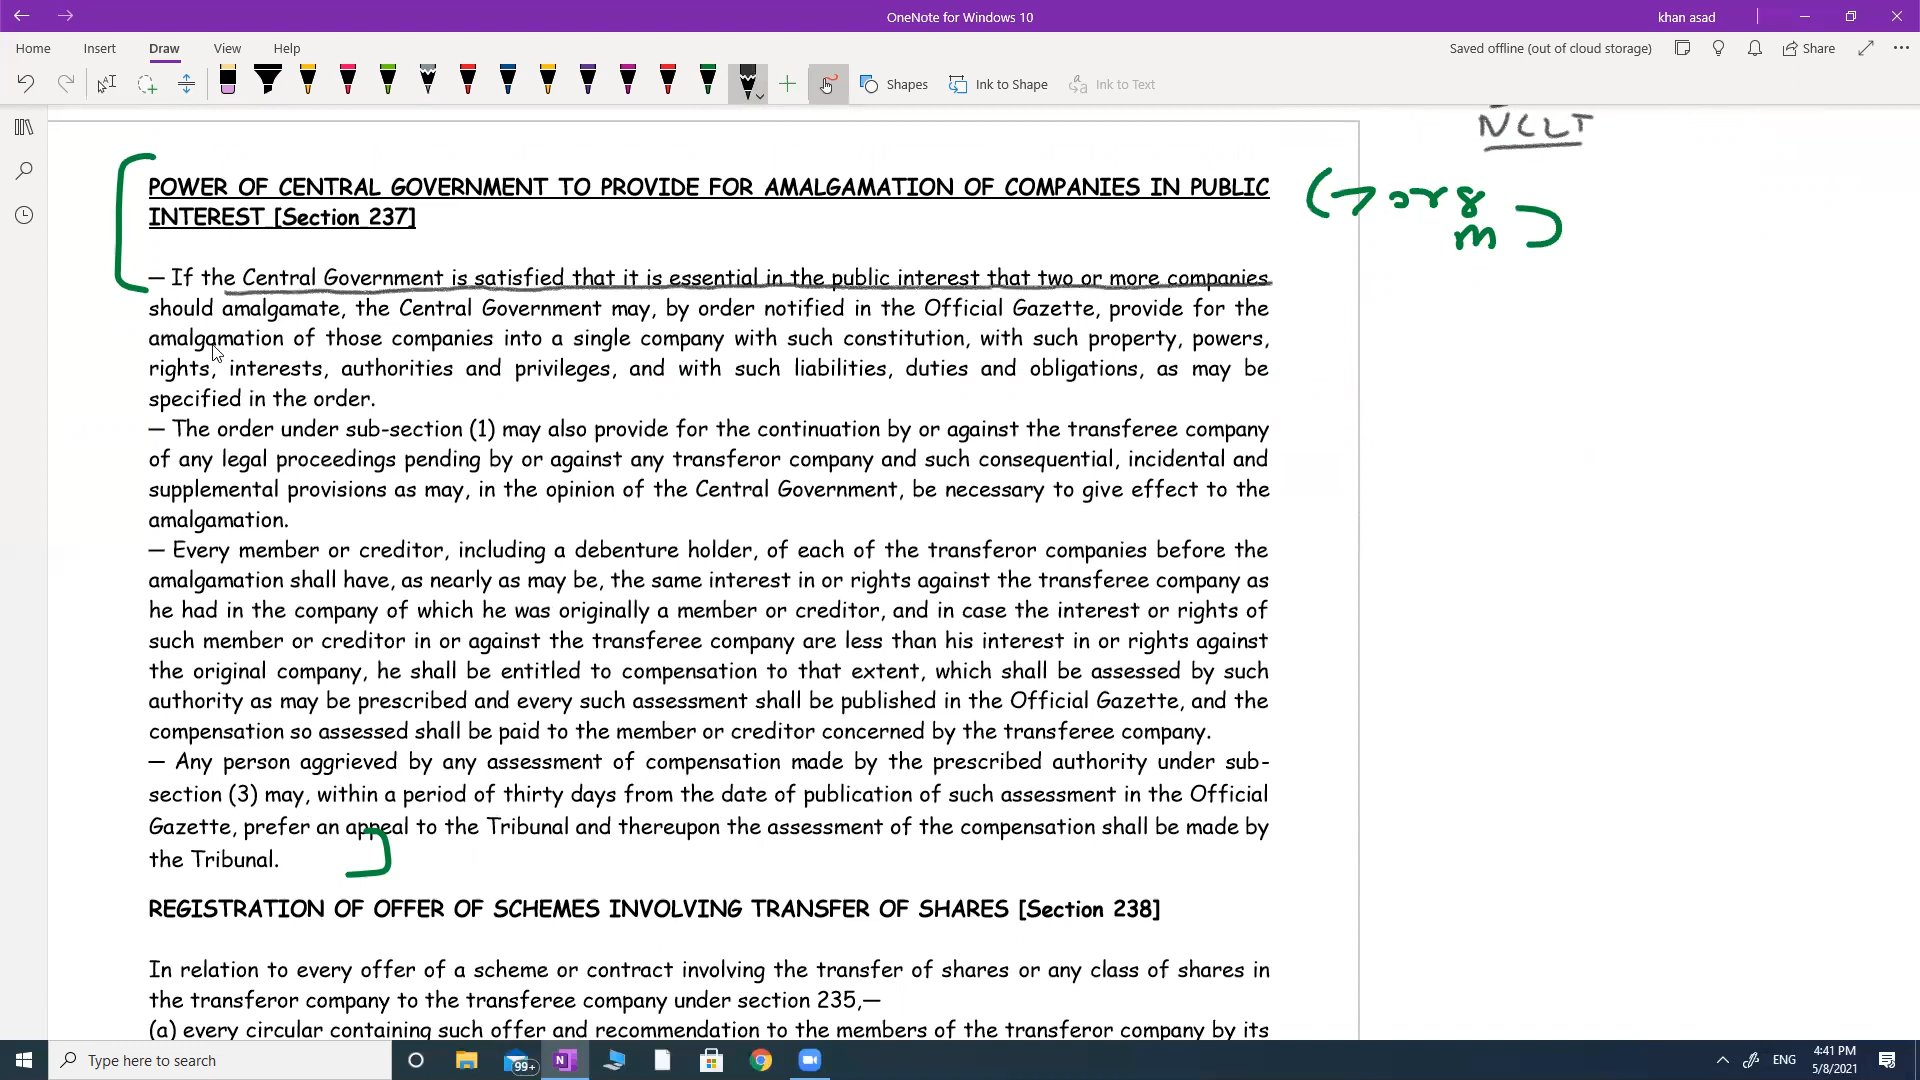 OneNote for Windows 10
khan asad
Home Insert Draw View Help
Saved offline (out of cloud storage) Share
Shapes Ink to Shape Ink to Text
NCLT
POWER OF CENTRAL GOVERNMENT TO PROVIDE FOR AMALGAMATION OF COMPANIES IN PUBLIC
INTEREST [Section 237]
— If the Central Government is satisfied that it is essential in the public interest that two or more companies
should amalgamate, the Central Government may, by order notified in the Official Gazette, provide for the
amalgamation of those companies into a single company with such constitution, with such property, powers,
rights, interests, authorities and privileges, and with such liabilities, duties and obligations, as may be
specified in the order.
— The order under sub-section (1) may also provide for the continuation by or against the transferee company
of any legal proceedings pending by or against any transferor company and such consequential, incidental and
supplemental provisions as may, in the opinion of the Central Government, be necessary to give effect to the
amalgamation.
— Every member or creditor, including a debenture holder, of each of the transferor companies before the
amalgamation shall have, as nearly as may be, the same interest in or rights against the transferee company as
he had in the company of which he was originally a member or creditor, and in case the interest or rights of
such member or creditor in or against the transferee company are less than his interest in or rights against
the original company, he shall be entitled to compensation to that extent, which shall be assessed by such
authority as may be prescribed and every such assessment shall be published in the Official Gazette, and the
compensation so assessed shall be paid to the member or creditor concerned by the transferee company.
— Any person aggrieved by any assessment of compensation made by the prescribed authority under sub-
section (3) may, within a period of thirty days from the date of publication of such assessment in the Official
Gazette, prefer an appeal to the Tribunal and thereupon the assessment of the compensation shall be made by
the Tribunal.
REGISTRATION OF OFFER OF SCHEMES INVOLVING TRANSFER OF SHARES [Section 238]
In relation to every offer of a scheme or contract involving the transfer of shares or any class of shares in
the transferor company to the transferee company under section 235,—
(a) every circular containing such offer and recommendation to the members of the transferor company by its
Type here to search
99+
ENG
4:41 PM
5/8/2021